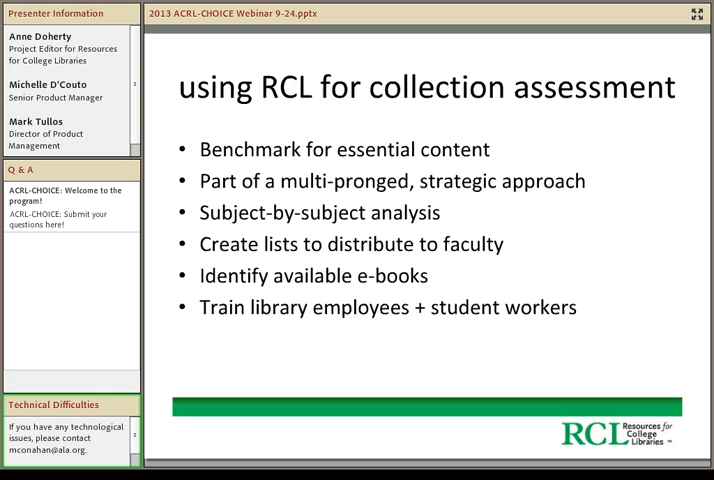 Presenter Information
Anne Doherty
Project Editor for Resources
for College Libraries
Michelle D'Couto
Senior Product Manager
Mark Tullos
Director of Product
Management
Q & A
ACRL-CHOICE: Welcome to the
program!
ACRL-CHOICE: Submit your
questions here!
Technical Difficulties
If you have any technological
issues, please contact
mconahan@ala.org.
2013 ACRL-CHOICE Webinar 9-24.pptx
using RCL for collection assessment
• Benchmark for essential content
• Part of a multi-pronged, strategic approach
• Subject-by-subject analysis
• Create lists to distribute to faculty
• Identify available e-books
• Train library employees + student workers
RCL Resources for
College
Libraries ™